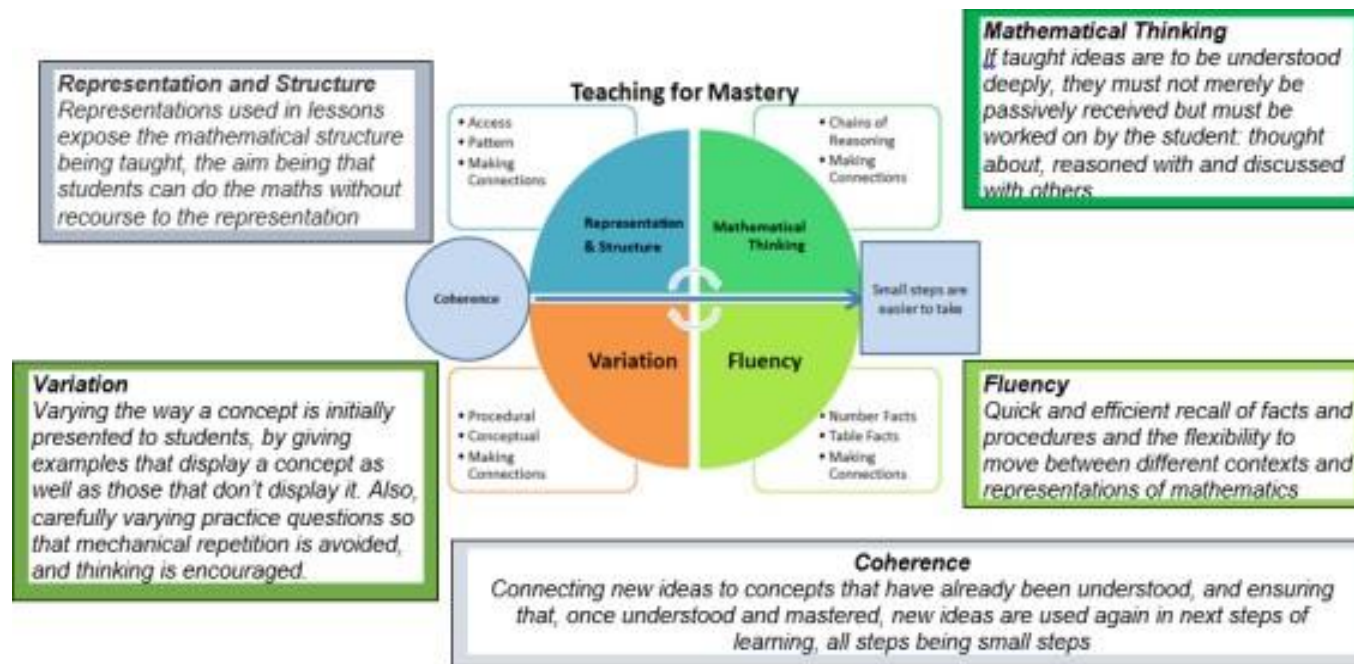 Teaching for Mastery
Representation and Structure
Representations used in lessons
expose the mathematical structure
being taught, the aim being that
students can do the maths without
recourse to the representation
• Access
• Pattern
• Making
Connections
• Chains of
Reasoning
• Making
Connections
Mathematical Thinking
If taught ideas are to be understood
deeply, they must not merely be
passively received but must be
worked on by the student: thought
about, reasoned with and discussed
with others
Representation
& Structure
Mathematical
Thinking
Coherence
Small steps are
easier to take
Variation
Fluency
Variation
Varying the way a concept is initially
presented to students, by giving
examples that display a concept as
well as those that don't display it. Also,
carefully varying practice questions so
that mechanical repetition is avoided,
and thinking is encouraged.
• Procedural
• Conceptual
• Making
Connections
• Number Facts
• Table Facts
• Making
Connections
Fluency
Quick and efficient recall of facts and
procedures and the flexibility to
move between different contexts and
representations of mathematics
Coherence
Connecting new ideas to concepts that have already been understood, and ensuring
that, once understood and mastered, new ideas are used again in next steps of
learning, all steps being small steps